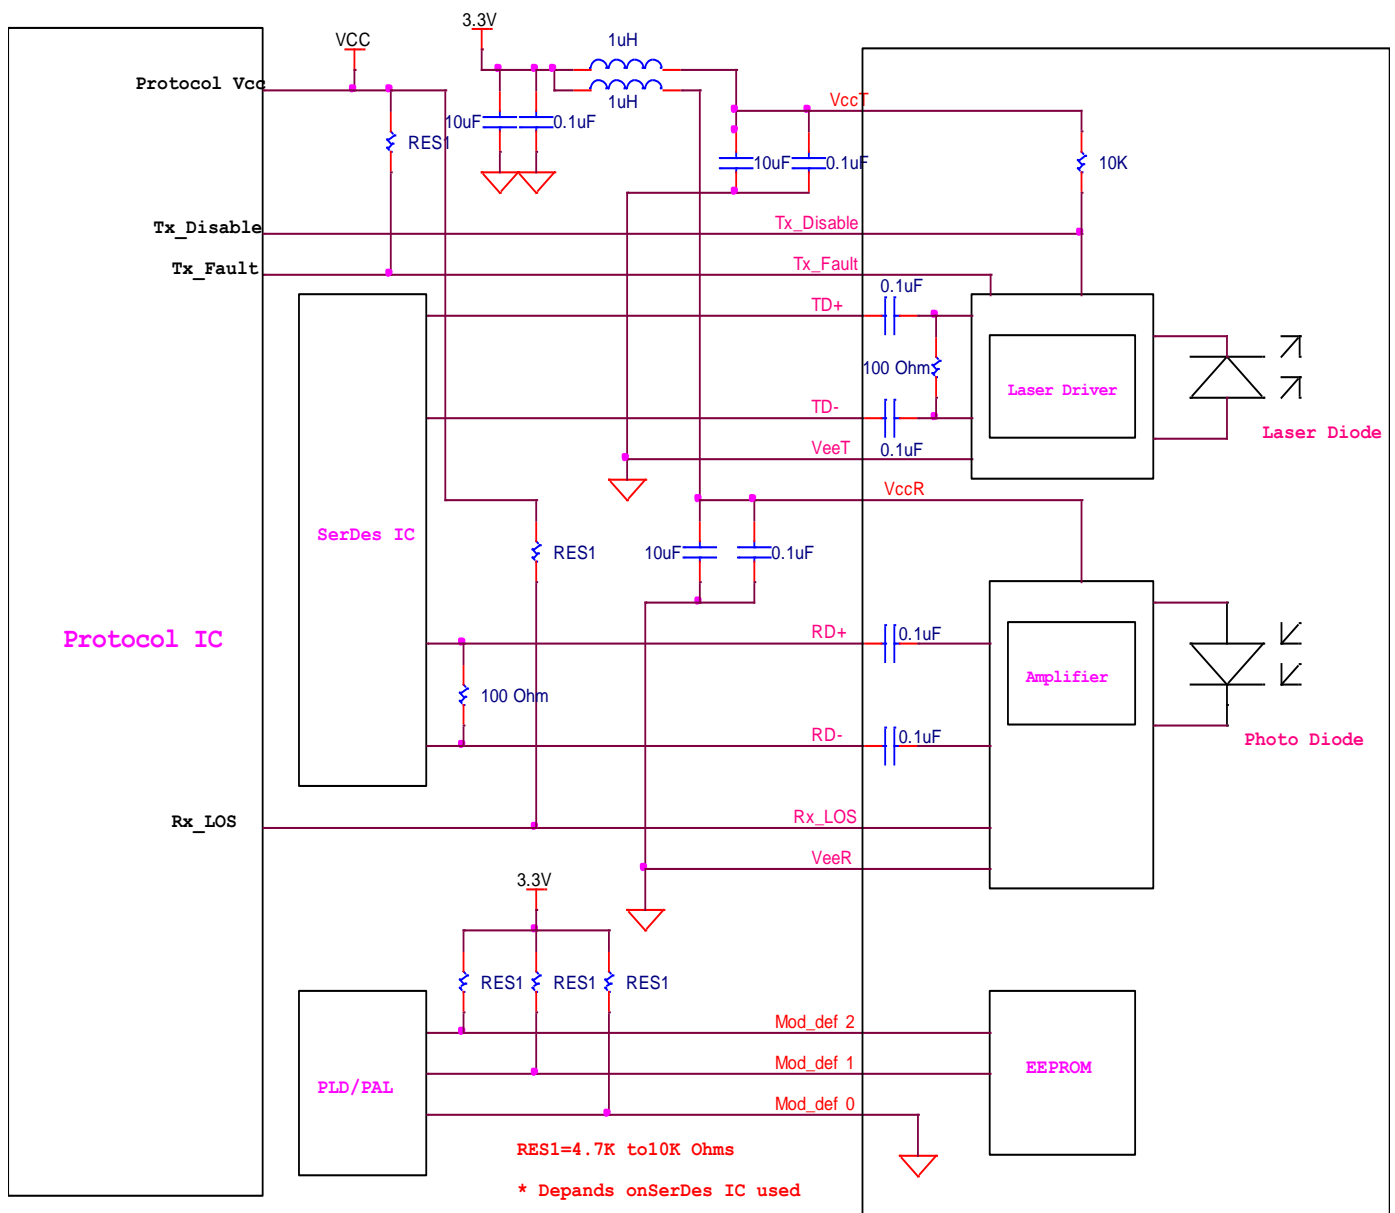 3.3V
VCC
1uH
Protocol Vcc
1uH
VccT
10uF
0.1uF
RES1
10uF
0.1uF
10K
Tx_Disable
Tx_Disable
Tx_Fault
Tx_Fault
0.1uF
TD+
100 Ohm
Laser Driver
TD-
Laser Diode
VeeT
0.1uF
VccR
SerDes IC
RES1
10uF
0.1uF
Protocol IC
RD+
0.1uF
Amplifier
100 Ohm
RD-
0.1uF
Photo Diode
Rx_LOS
Rx_LOS
VeeR
3.3V
RES1
RES1
RES1
Mod_def 2
Mod_def 1
EEPROM
PLD/PAL
Mod_def 0
RES1=4.7K to10K Ohms
* Depands onSerDes IC used